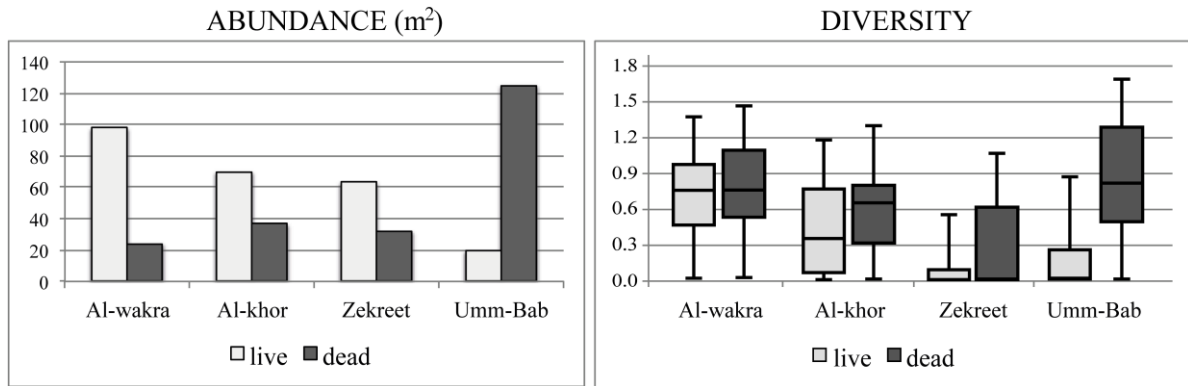 ABUNDANCE (m²)
140
120
100
80
60
40
20
0
Al-wakra Al-khor Zekreet Umm-Bab
live dead
DIVERSITY
1.8
1.5
1.2
0.9
0.6
0.3
0.0
Al-wakra Al-khor Zekreet Umm-Bab
live dead